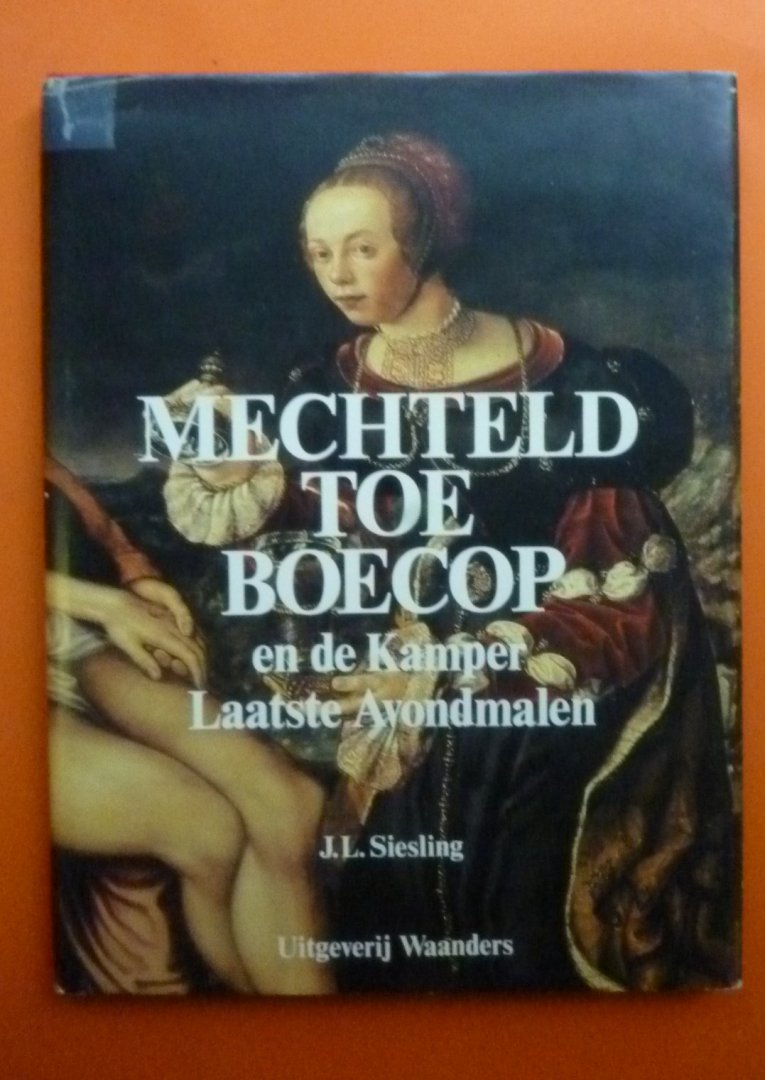 MECHTELD
TOE
BOECOP
en de Kamper
Laatste Avondmalen
J.L. Siesling
Uitgeverij Waanders